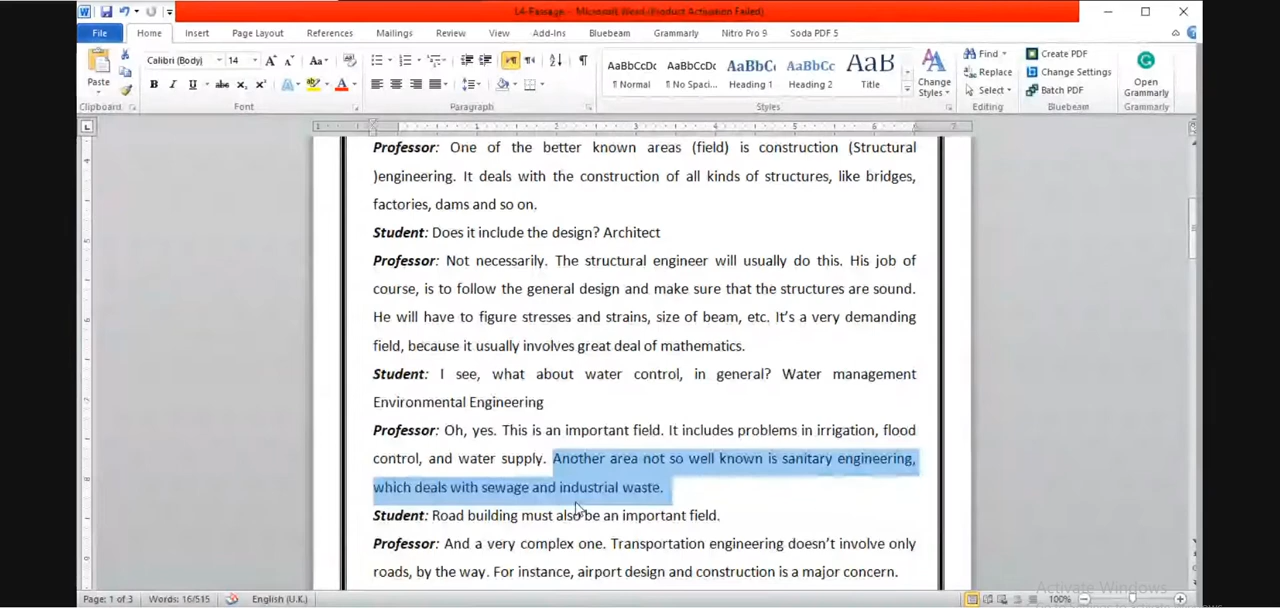 L4-Passage - Microsoft Word (Product Activation Failed)
File Home Insert Page Layout References Mailings Review View Add-Ins Bluebeam Grammarly Nitro Pro 9 Soda PDF 5
Calibri (Body) 14 Aa
AaBbCcDc AaBbCcDc AaBbC AaBbCc AaB
Find Create PDF
Paste
B I U abc
¶ Normal ¶ No Spaci... Heading 1 Heading 2 Title
Change Styles
Replace Change Settings
Open Grammarly
Select Batch PDF
Clipboard Font Paragraph Styles Editing Bluebeam Grammarly
Professor: One of the better known areas (field) is construction (Structural
)engineering. It deals with the construction of all kinds of structures, like bridges,
factories, dams and so on.
Student: Does it include the design? Architect
Professor: Not necessarily. The structural engineer will usually do this. His job of
course, is to follow the general design and make sure that the structures are sound.
He will have to figure stresses and strains, size of beam, etc. It's a very demanding
field, because it usually involves great deal of mathematics.
Student: I see, what about water control, in general? Water management
Environmental Engineering
Professor: Oh, yes. This is an important field. It includes problems in irrigation, flood
control, and water supply. Another area not so well known is sanitary engineering,
which deals with sewage and industrial waste.
Student: Road building must also be an important field.
Professor: And a very complex one. Transportation engineering doesn't involve only
roads, by the way. For instance, airport design and construction is a major concern.
Activate Windows
Page: 1 of 3 Words: 16/515 English (U.K.) 100%